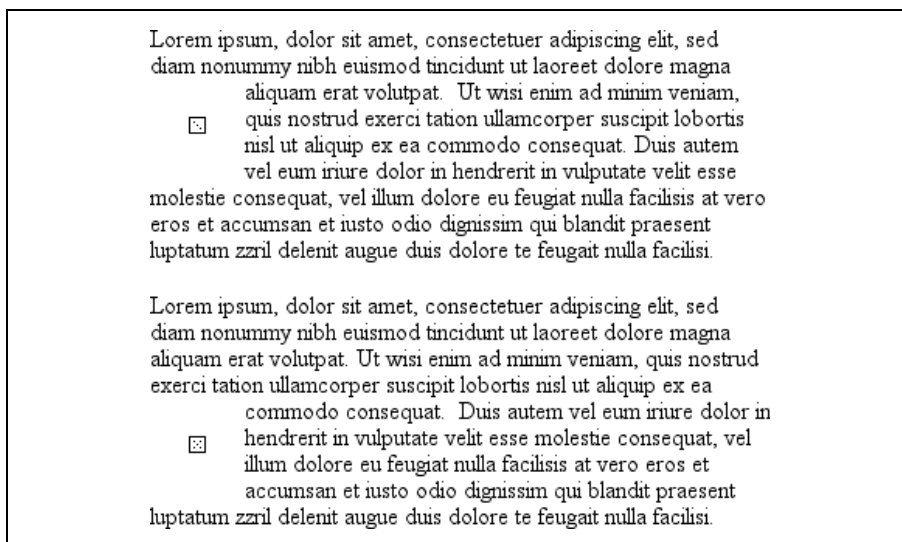 Lorem ipsum, dolor sit amet, consectetuer adipiscing elit, sed
diam nonummy nibh euismod tincidunt ut laoreet dolore magna
aliquam erat volutpat.  Ut wisi enim ad minim veniam,
quis nostrud exerci tation ullamcorper suscipit lobortis
nisl ut aliquip ex ea commodo consequat. Duis autem
vel eum iriure dolor in hendrerit in vulputate velit esse
molestie consequat, vel illum dolore eu feugiat nulla facilisis at vero
eros et accumsan et iusto odio dignissim qui blandit praesent
luptatum zzril delenit augue duis dolore te feugait nulla facilisi.

Lorem ipsum, dolor sit amet, consectetuer adipiscing elit, sed
diam nonummy nibh euismod tincidunt ut laoreet dolore magna
aliquam erat volutpat. Ut wisi enim ad minim veniam, quis nostrud
exerci tation ullamcorper suscipit lobortis nisl ut aliquip ex ea
commodo consequat.  Duis autem vel eum iriure dolor in
hendrerit in vulputate velit esse molestie consequat, vel
illum dolore eu feugiat nulla facilisis at vero eros et
accumsan et iusto odio dignissim qui blandit praesent
luptatum zzril delenit augue duis dolore te feugait nulla facilisi.